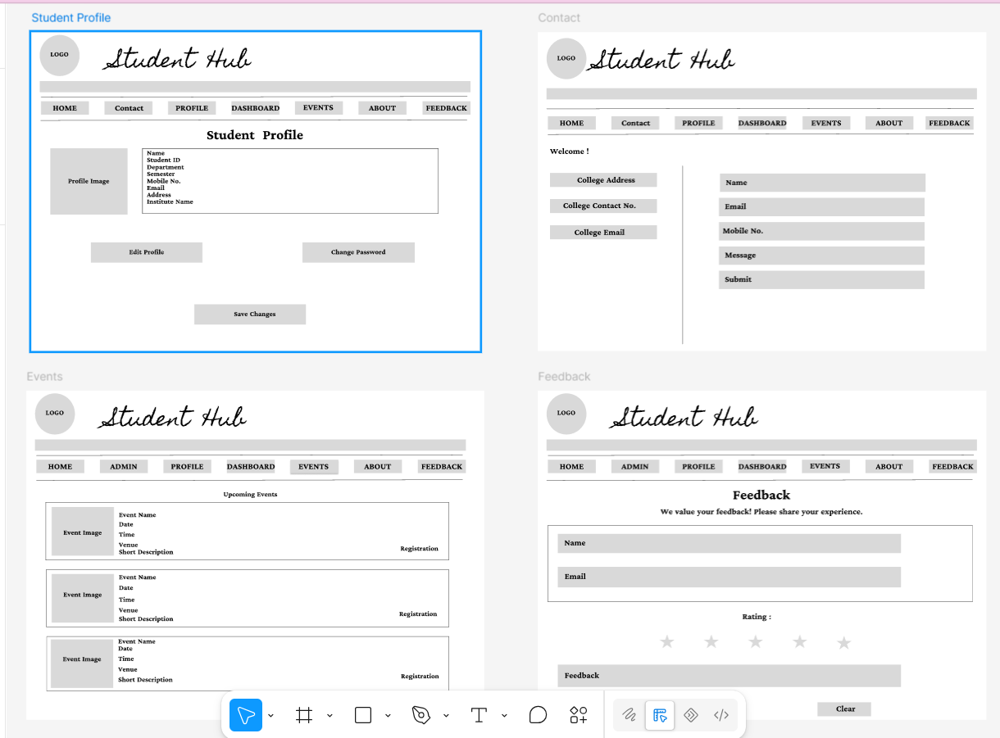 Student Profile
LOGO
Student Hub
HOME Contact PROFILE DASHBOARD EVENTS ABOUT FEEDBACK
Student Profile
Profile Image
Name
Student ID
Department
Semester
Mobile No.
Email
Address
Institute Name
Edit Profile
Change Password
Save Changes
Contact
LOGO
Student Hub
HOME Contact PROFILE DASHBOARD EVENTS ABOUT FEEDBACK
Welcome !
College Address
College Contact No.
College Email
Name
Email
Mobile No.
Message
Submit
Events
LOGO
Student Hub
HOME ADMIN PROFILE DASHBOARD EVENTS ABOUT FEEDBACK
Upcoming Events
Event Image
Event Name
Date
Time
Venue
Short Description
Registration
Event Image
Event Name
Date
Time
Venue
Short Description
Registration
Event Image
Event Name
Date
Time
Venue
Short Description
Registration
Feedback
LOGO
Student Hub
HOME ADMIN PROFILE DASHBOARD EVENTS ABOUT FEEDBACK
Feedback
We value your feedback! Please share your experience.
Name
Email
Rating :
Feedback
Clear